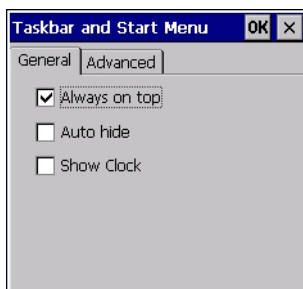 Taskbar and Start Menu OK ×
General Advanced
Always on top
Auto hide
Show Clock